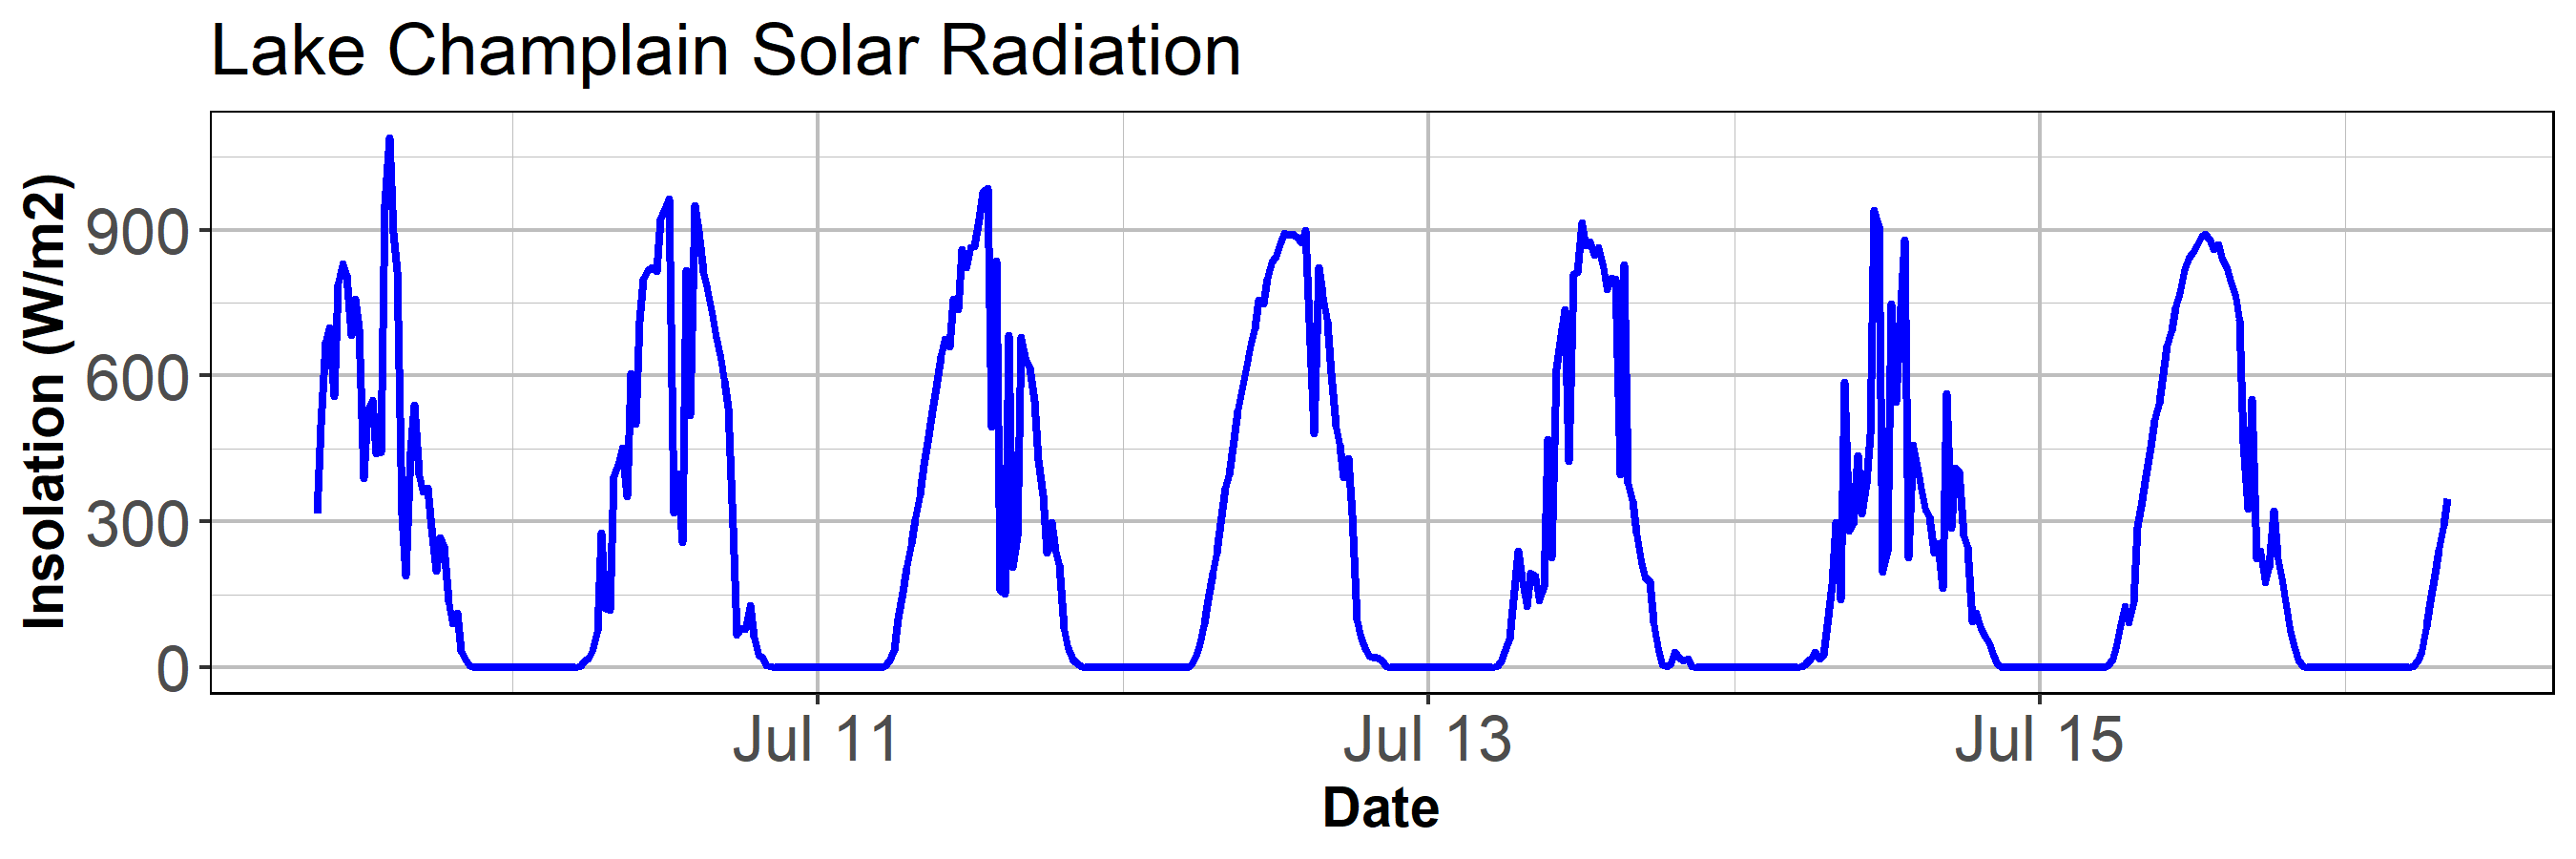 Lake Champlain Solar Radiation
Insolation (W/m2)
900
600
300
0
Jul 11
Jul 13
Jul 15
Date